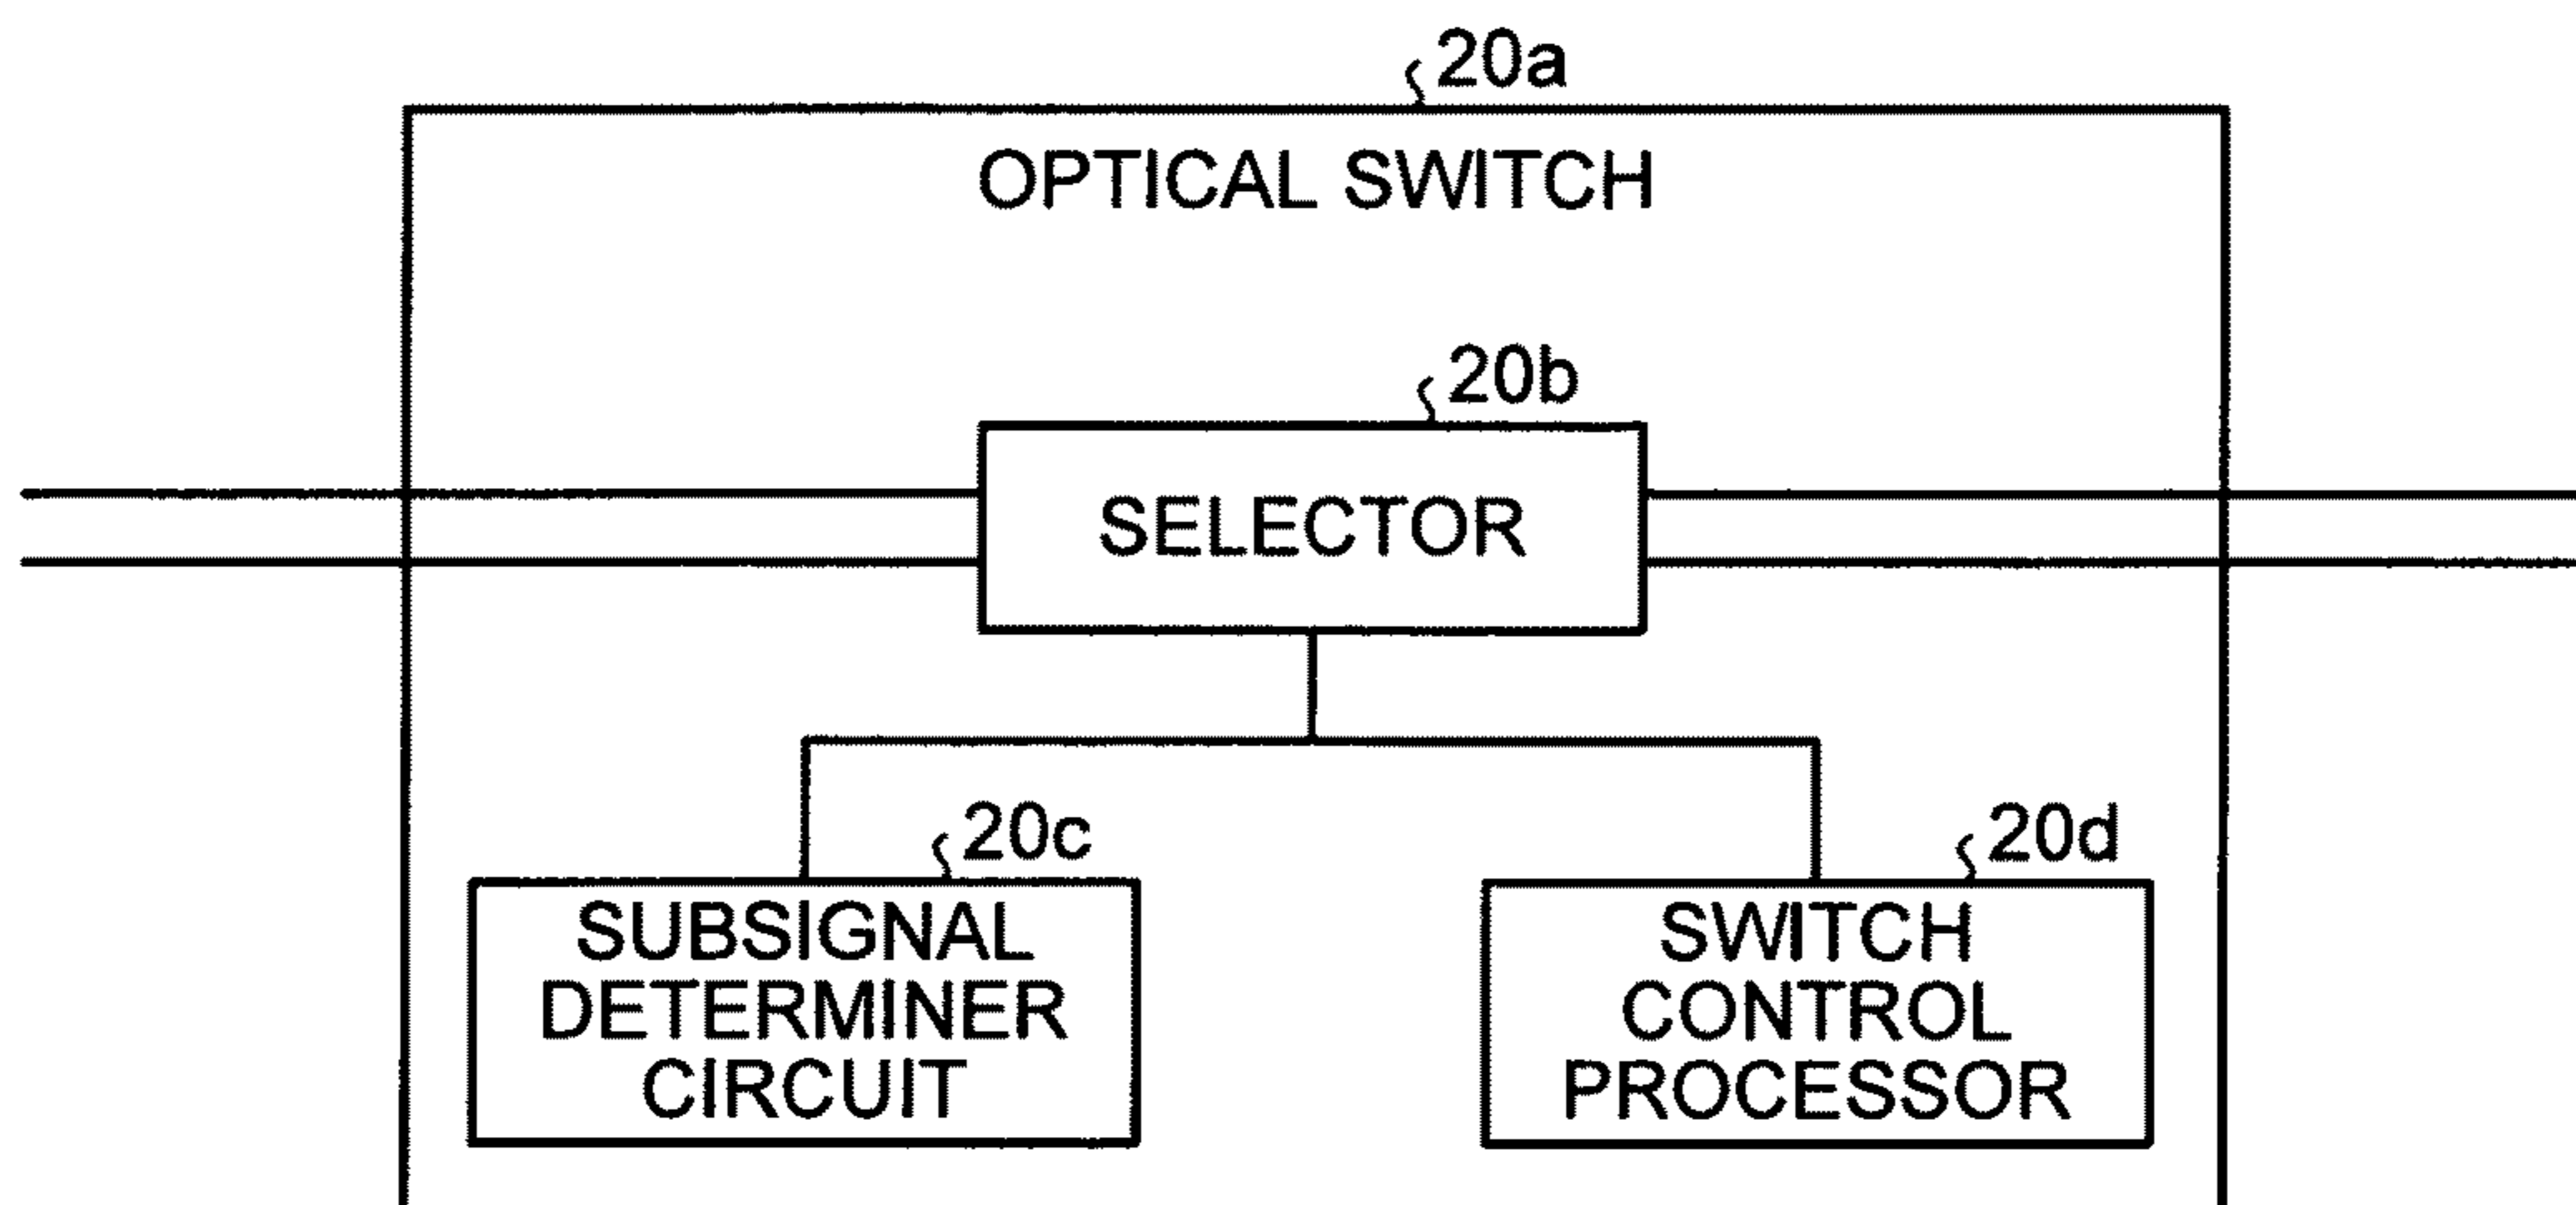 20a
OPTICAL SWITCH
20b
SELECTOR
20c
SUBSIGNAL
DETERMINER
CIRCUIT
20d
SWITCH
CONTROL
PROCESSOR